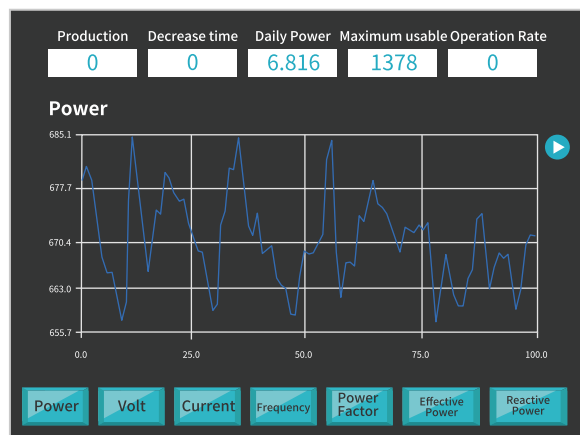 Production Decrease time Daily Power Maximum usable Operation Rate
0 0 6.816 1378 0
Power
685.1
677.7
670.4
663.0
655.7
0.0 25.0 50.0 75.0 100.0
Power Volt Current Frequency Power Factor Effective Power Reactive Power